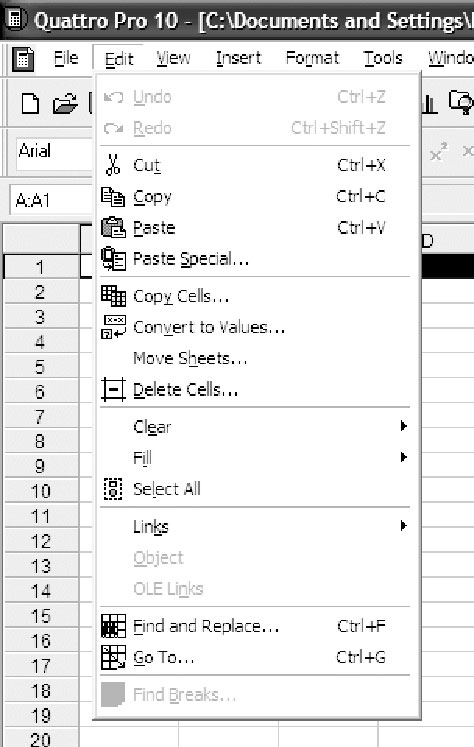 Quattro Pro 10 - [C:\Documents and Settings\
File Edit View Insert Format Tools Windo
Undo Ctrl+Z
Redo Ctrl+Shift+Z
Arial
Cut Ctrl+X
A:A1
Copy Ctrl+C
Paste Ctrl+V
D
Paste Special...
1
Copy Cells...
2
Convert to Values...
3
Move Sheets...
4
5
Delete Cells...
6
7
Clear
8
Fill
9
Select All
10
11
Links
12
Object
13
OLE Links
14
15
Find and Replace... Ctrl+F
16
Go To... Ctrl+G
17
Find Breaks...
18
19
20